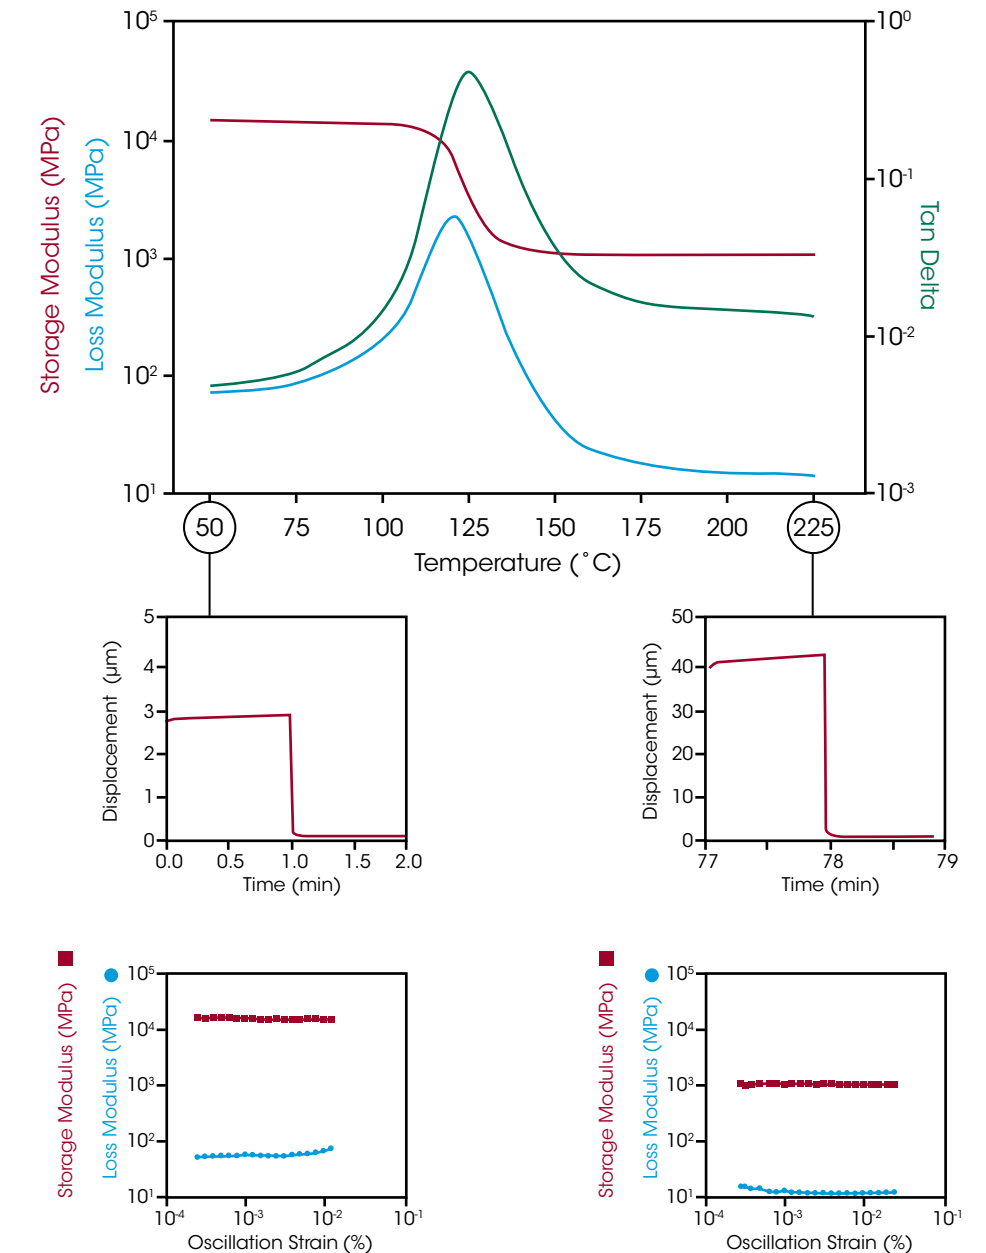 10⁵
10⁴
10³
10²
10¹
Storage Modulus (MPa)
Loss Modulus (MPa)
10⁰
10⁻¹
10⁻²
10⁻³
Tan Delta
50 75 100 125 150 175 200 225
Temperature (˚C)
5
4
3
2
1
0
Displacement (µm)
0.0 0.5 1.0 1.5 2.0
Time (min)
50
40
30
20
10
0
Displacement (µm)
77 78 79
Time (min)
10⁵
10⁴
10³
10²
10¹
Storage Modulus (MPa)
Loss Modulus (MPa)
10⁻⁴ 10⁻³ 10⁻² 10⁻¹
Oscillation Strain (%)
10⁵
10⁴
10³
10²
10¹
Storage Modulus (MPa)
Loss Modulus (MPa)
10⁻⁴ 10⁻³ 10⁻² 10⁻¹
Oscillation Strain (%)